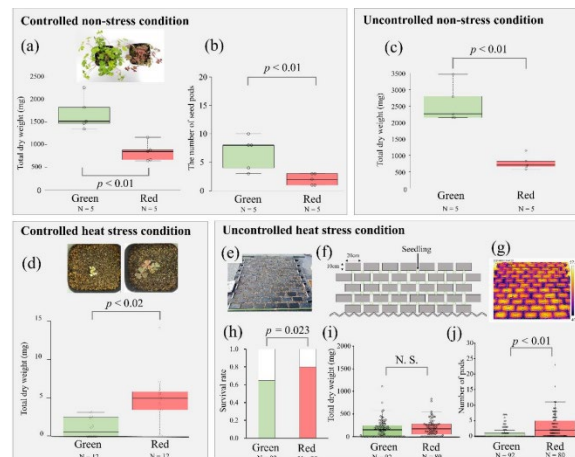 Controlled non-stress condition
Uncontrolled non-stress condition
(a)
(b)
(c)
p < 0.01
p < 0.01
p < 0.01
Total dry weight (mg)
2500
2000
1500
1000
500
0
The number of seed pods
20
15
10
5
0
Total dry weight (mg)
3500
3000
2500
2000
1500
1000
500
0
Green
Red
Green
Red
Green
Red
N = 5
N = 5
N = 5
N = 5
N = 5
N = 5
Controlled heat stress condition
Uncontrolled heat stress condition
(d)
(e)
(f)
(g)
20cm
10cm
Seedling
p < 0.02
Total dry weight (mg)
15
10
5
0
Green
Red
N = 12
N = 12
(h)
(i)
(j)
p = 0.023
N. S.
p < 0.01
Survival rate
1.0
0.8
0.6
0.4
0.2
0.0
Total dry weight (mg)
2000
1500
1000
500
0
Number of pods
40
30
20
10
0
Green
Red
Green
Red
Green
Red
N = 92
N = 80